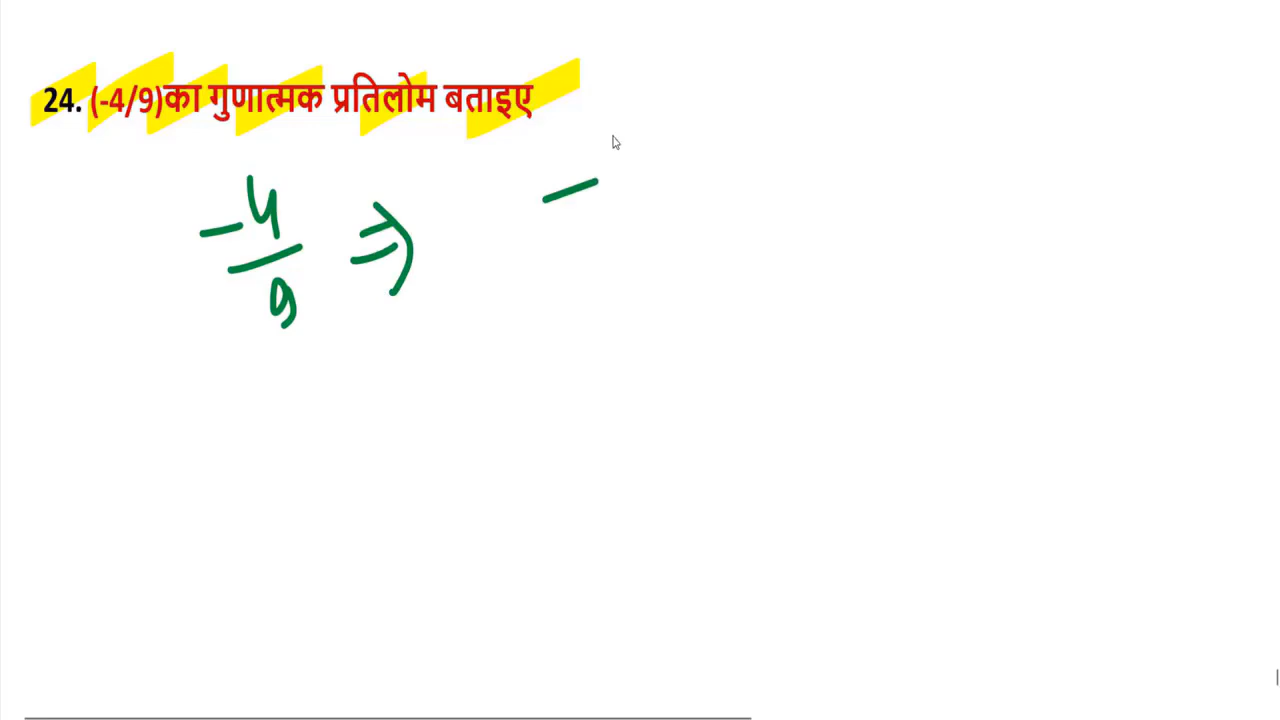 24. (-4/9)का गुणात्मक प्रतिलोम बताइए
-4/9 ⇒ -